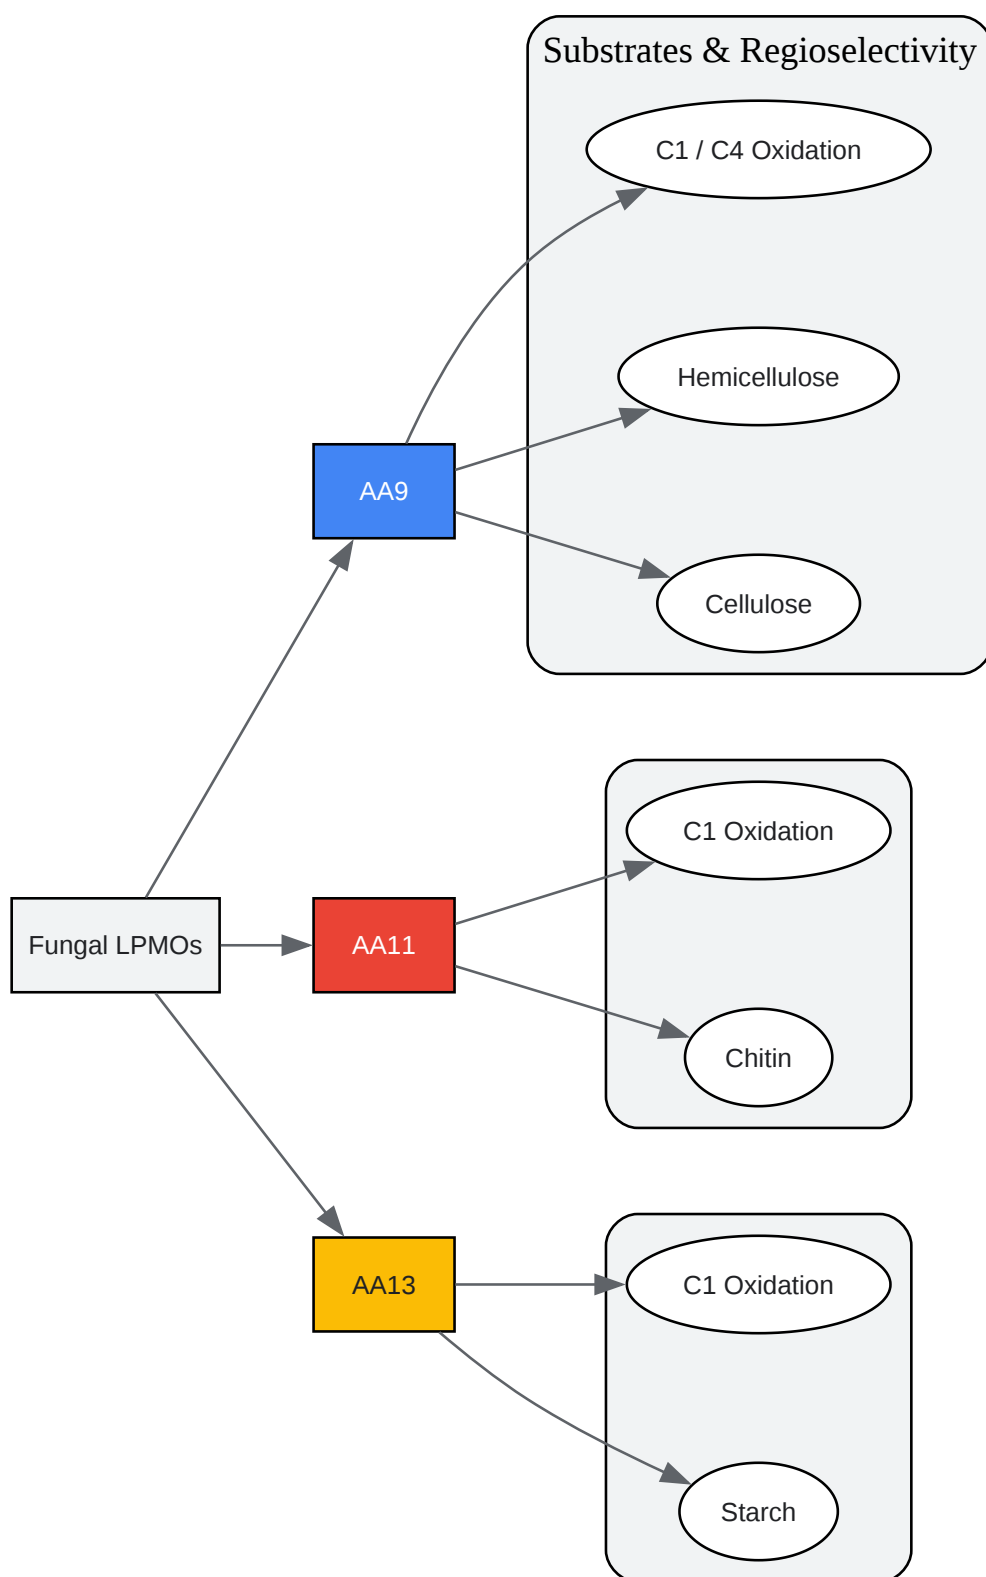 Substrates & Regioselectivity
C1 / C4 Oxidation
Hemicellulose
AA9
Cellulose
C1 Oxidation
Fungal LPMOs
AA11
Chitin
AA13
C1 Oxidation
Starch